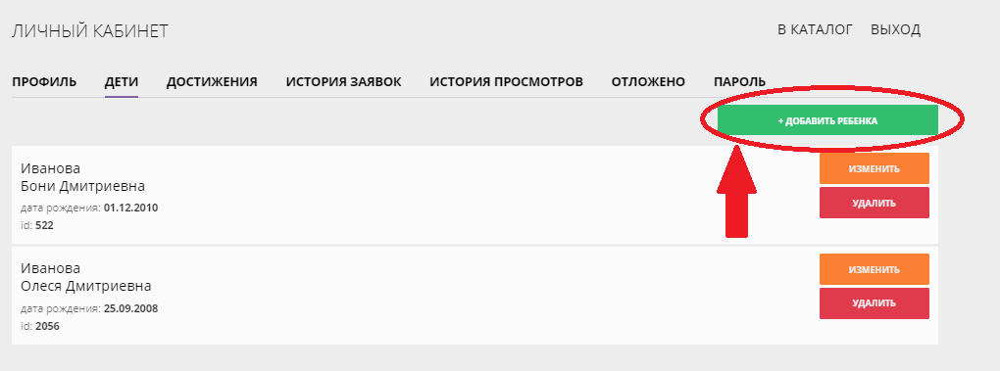 ЛИЧНЫЙ КАБИНЕТ
В КАТАЛОГ ВЫХОД
ПРОФИЛЬ ДЕТИ ДОСТИЖЕНИЯ ИСТОРИЯ ЗАЯВОК ИСТОРИЯ ПРОСМОТРОВ ОТЛОЖЕНО ПАРОЛЬ
+ ДОБАВИТЬ РЕБЕНКА
Иванова
Бони Дмитриевна
дата рождения: 01.12.2010
id: 522
ИЗМЕНИТЬ
УДАЛИТЬ
Иванова
Олеся Дмитриевна
дата рождения: 25.09.2008
id: 2056
ИЗМЕНИТЬ
УДАЛИТЬ